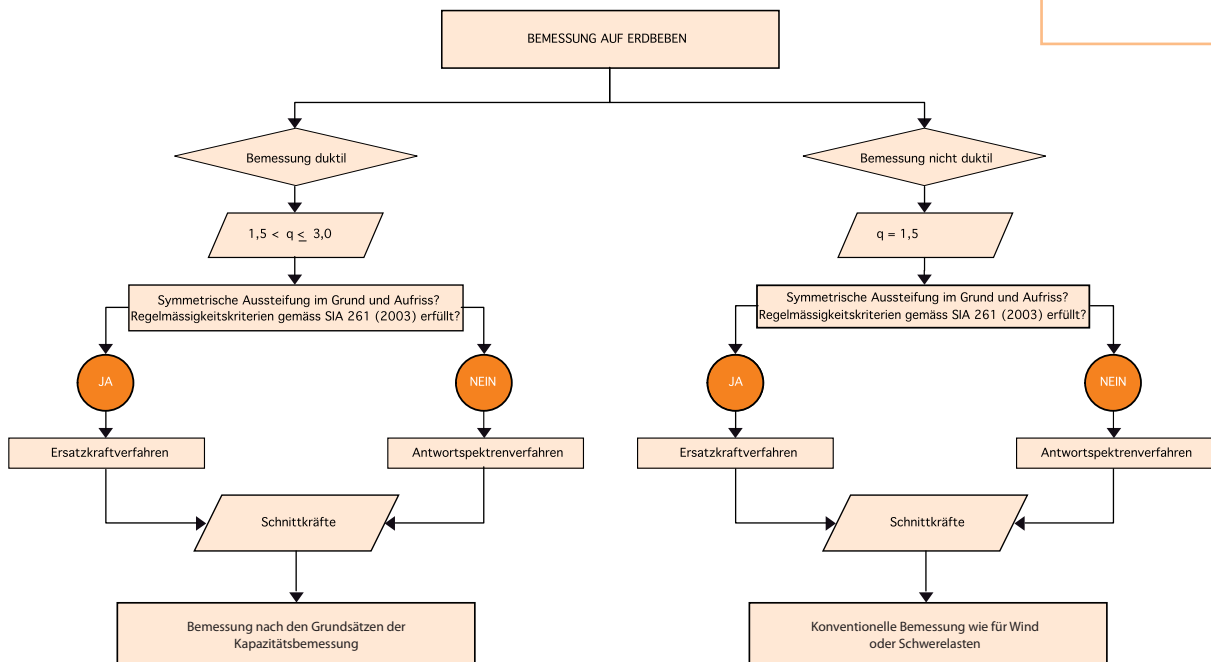 BEMESSUNG AUF ERDBEBEN
Bemessung duktil
Bemessung nicht duktil
1,5 < q ≤ 3,0
q = 1,5
Symmetrische Aussteifung im Grund und Aufriss?
Regelmässigkeitskriterien gemäss SIA 261 (2003) erfüllt?
Symmetrische Aussteifung im Grund und Aufriss?
Regelmässigkeitskriterien gemäss SIA 261 (2003) erfüllt?
JA
NEIN
JA
NEIN
Ersatzkraftverfahren
Antwortspektrenverfahren
Ersatzkraftverfahren
Antwortspektrenverfahren
Schnittkräfte
Schnittkräfte
Bemessung nach den Grundsätzen der
Kapazitätsbemessung
Konventionelle Bemessung wie für Wind
oder Schwerelasten